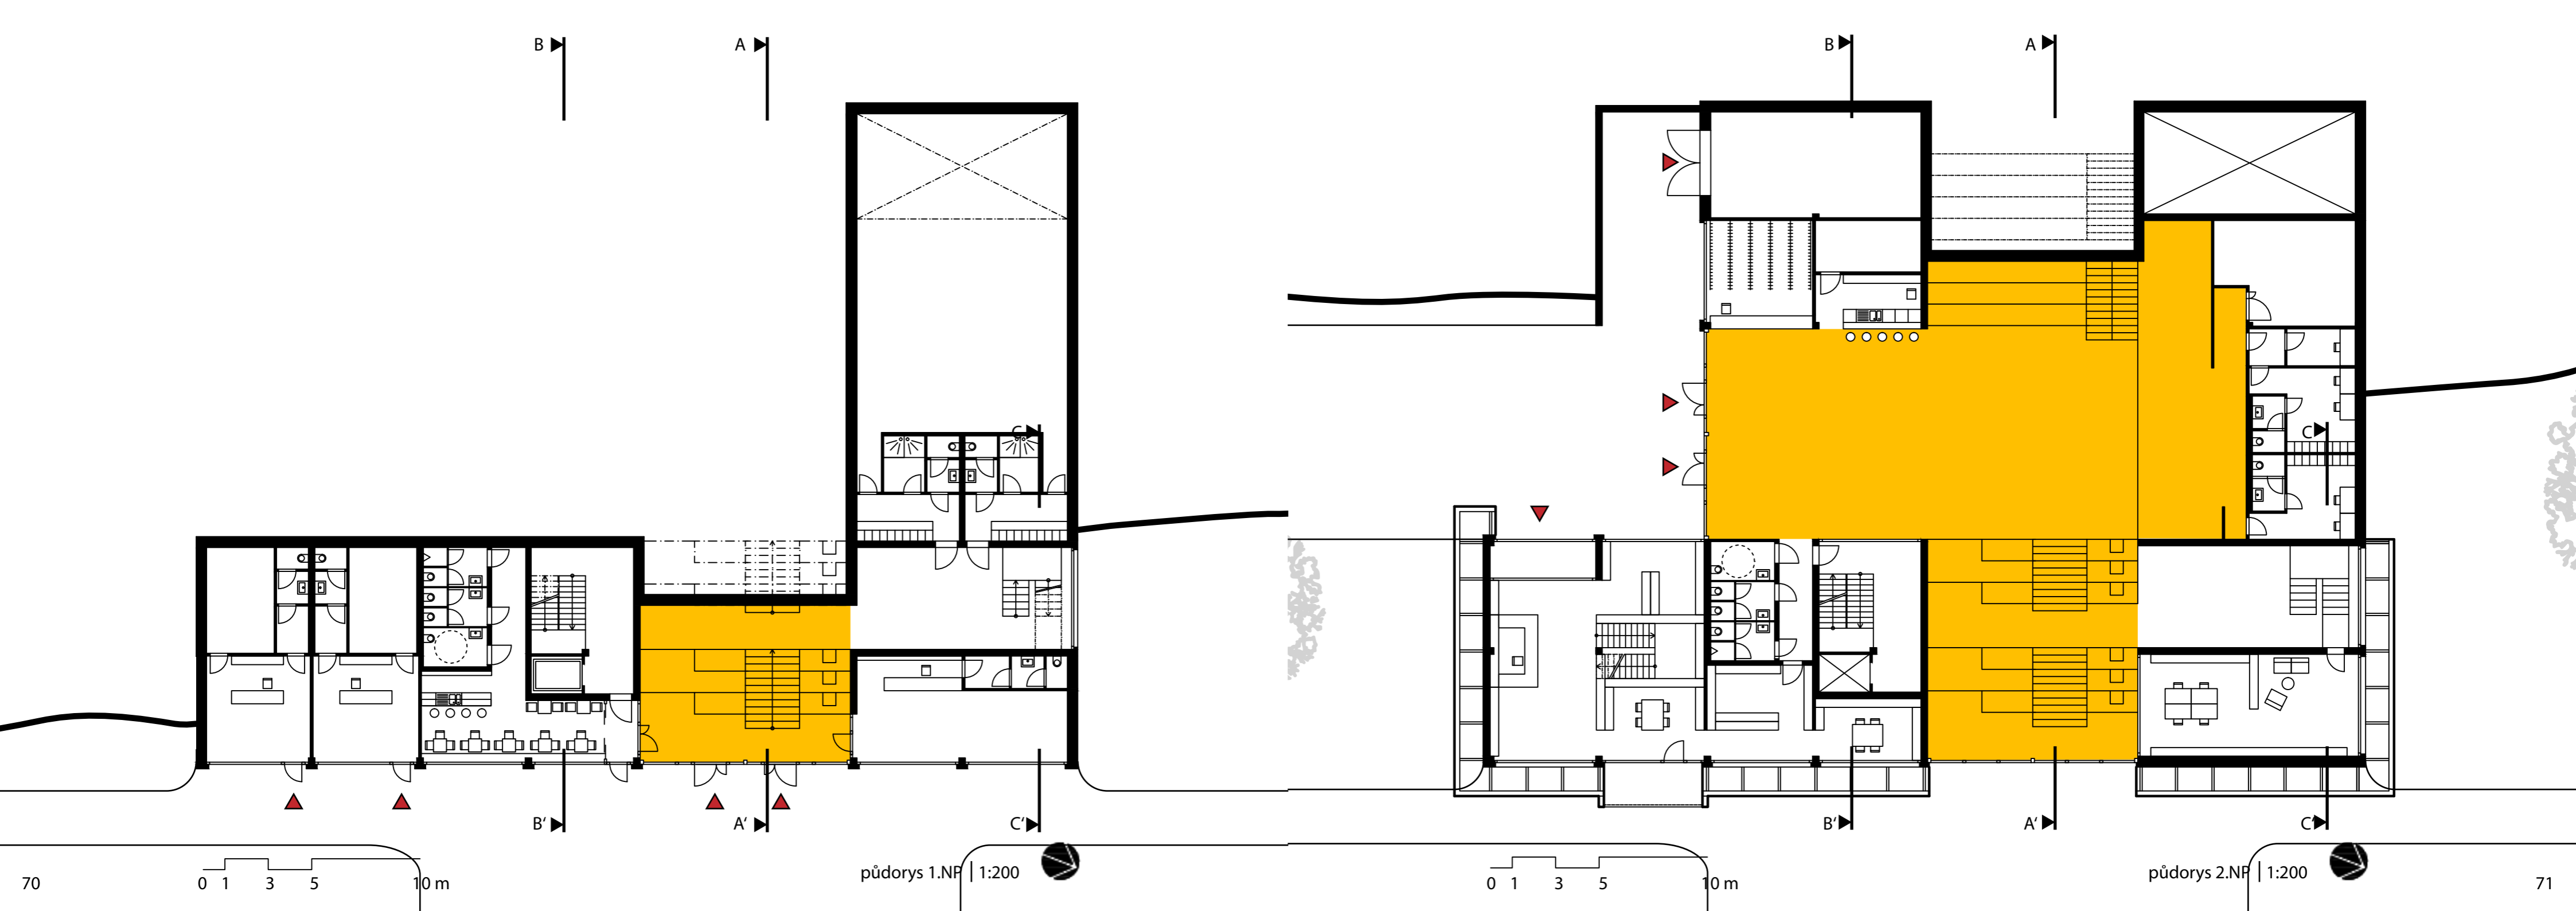 B A
C
B‘ A‘ C‘
půdorys 1.NP | 1:200
0 1 3 5 10 m
70
B A
C
B‘ A‘ C‘
půdorys 2.NP | 1:200
0 1 3 5 10 m
71